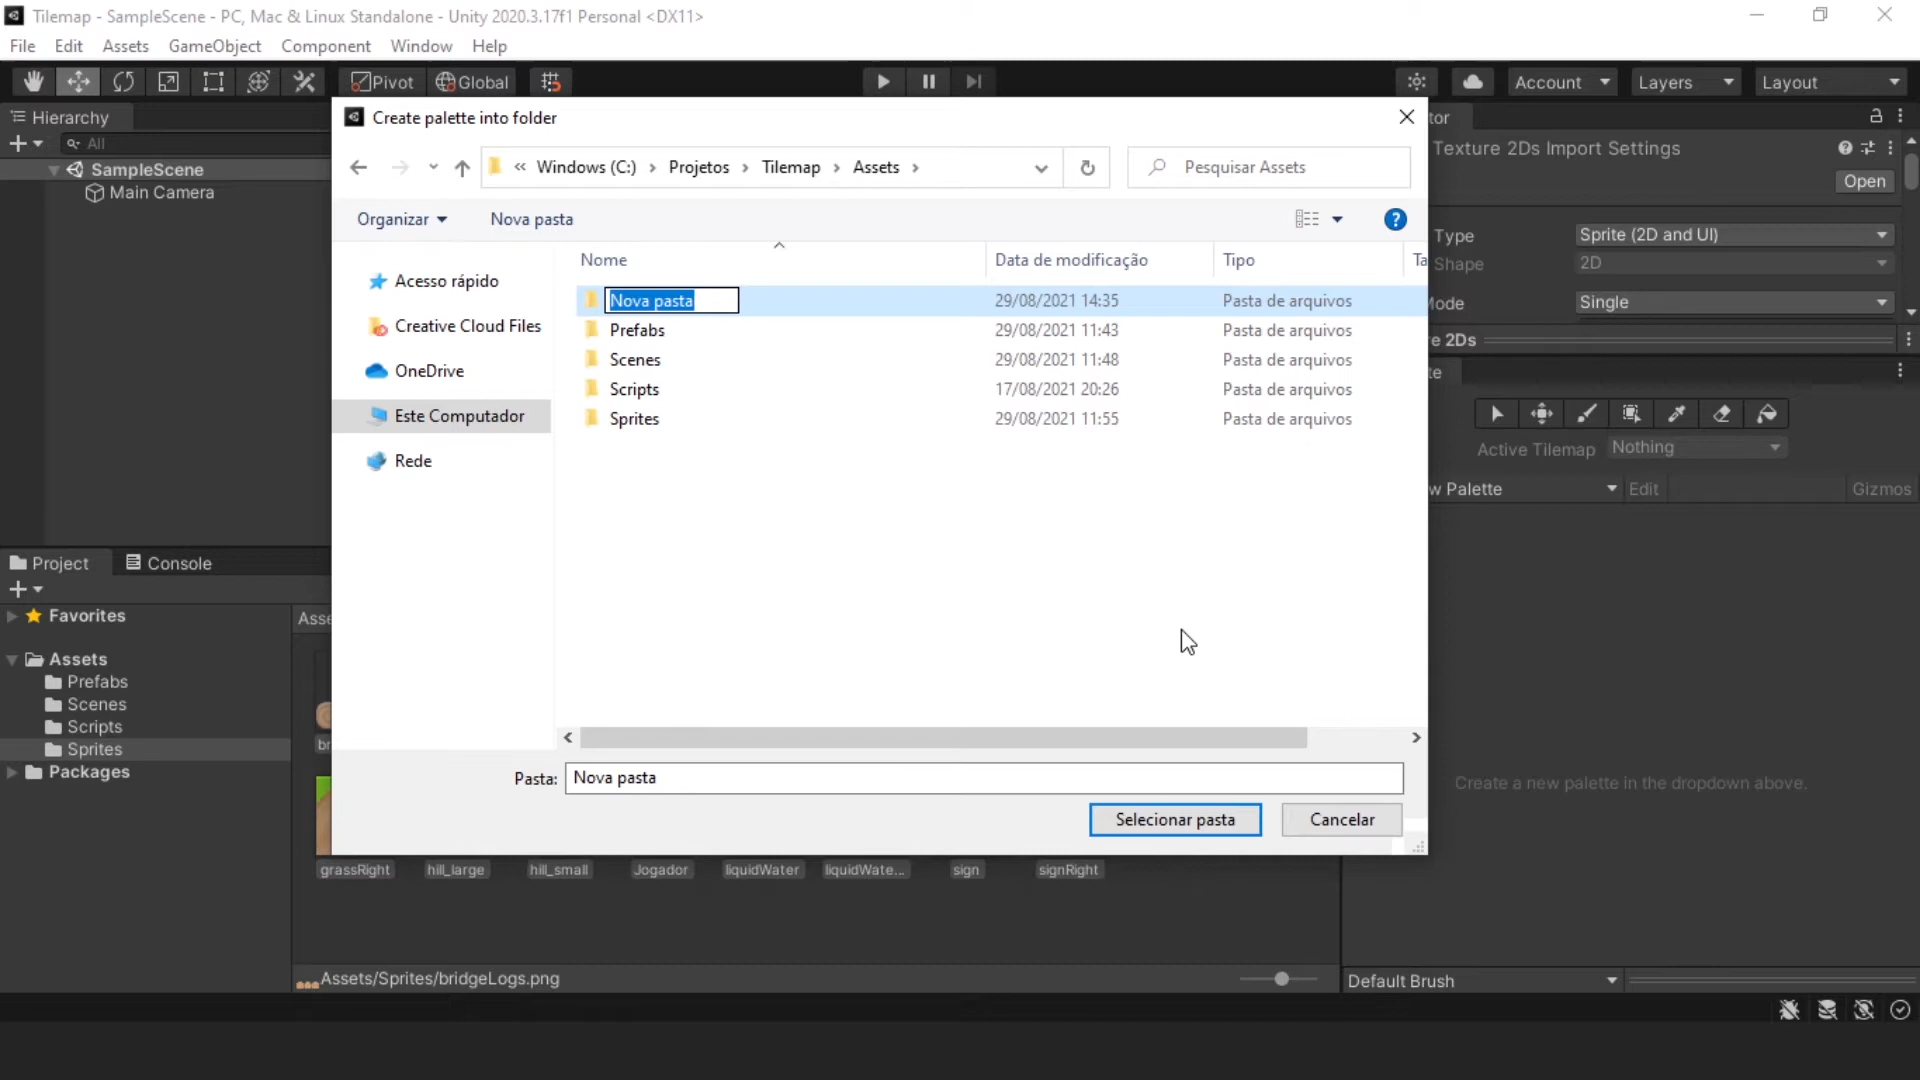 Tilemap - SampleScene - PC, Mac & Linux Standalone - Unity 2020.3.17f1 Personal <DX11>
File Edit Assets GameObject Component Window Help
Pivot Global Account Layers Layout
Hierarchy
All
SampleScene
Main Camera
Create palette into folder
« Windows (C:) › Projetos › Tilemap › Assets ›
Pesquisar Assets
Organizar Nova pasta
Acesso rápido
Creative Cloud Files
OneDrive
Este Computador
Rede
Nome Data de modificação Tipo Ta
Nova pasta 29/08/2021 14:35 Pasta de arquivos
Prefabs 29/08/2021 11:43 Pasta de arquivos
Scenes 29/08/2021 11:48 Pasta de arquivos
Scripts 17/08/2021 20:26 Pasta de arquivos
Sprites 29/08/2021 11:55 Pasta de arquivos
Pasta: Nova pasta
Selecionar pasta Cancelar
tor
Texture 2Ds Import Settings
Open
Type Sprite (2D and UI)
Shape 2D
Mode Single
e 2Ds
te
Active Tilemap Nothing
w Palette Edit Gizmos
Create a new palette in the dropdown above.
Default Brush
Project Console
Favorites
Assets
Prefabs
Scenes
Scripts
Sprites
Packages
Asse
br
grassRight hill_large hill_small Jogador liquidWater liquidWate... sign signRight
Assets/Sprites/bridgeLogs.png